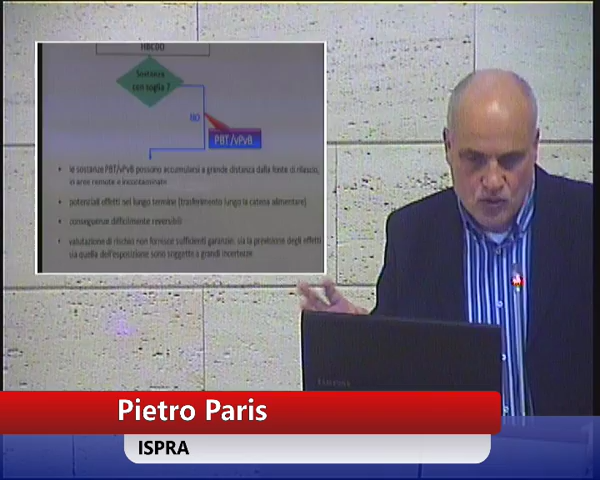 HBCDD
Sostanza
con soglia ?
NO
PBT /vPvB
• le sostanze PBT/vPvB possono accumularsi a grande distanza dalla fonte di rilascio,
in aree remote e incontaminate
• potenziali effetti nel lungo termine (trasferimento lungo la catena alimentare)
• conseguenze difficilmente reversibili
• valutazione di rischio non fornisce sufficienti garanzie: sia la previsione degli effetti
sia quella dell'esposizione sono soggette a grandi incertezze
Pietro Paris
ISPRA